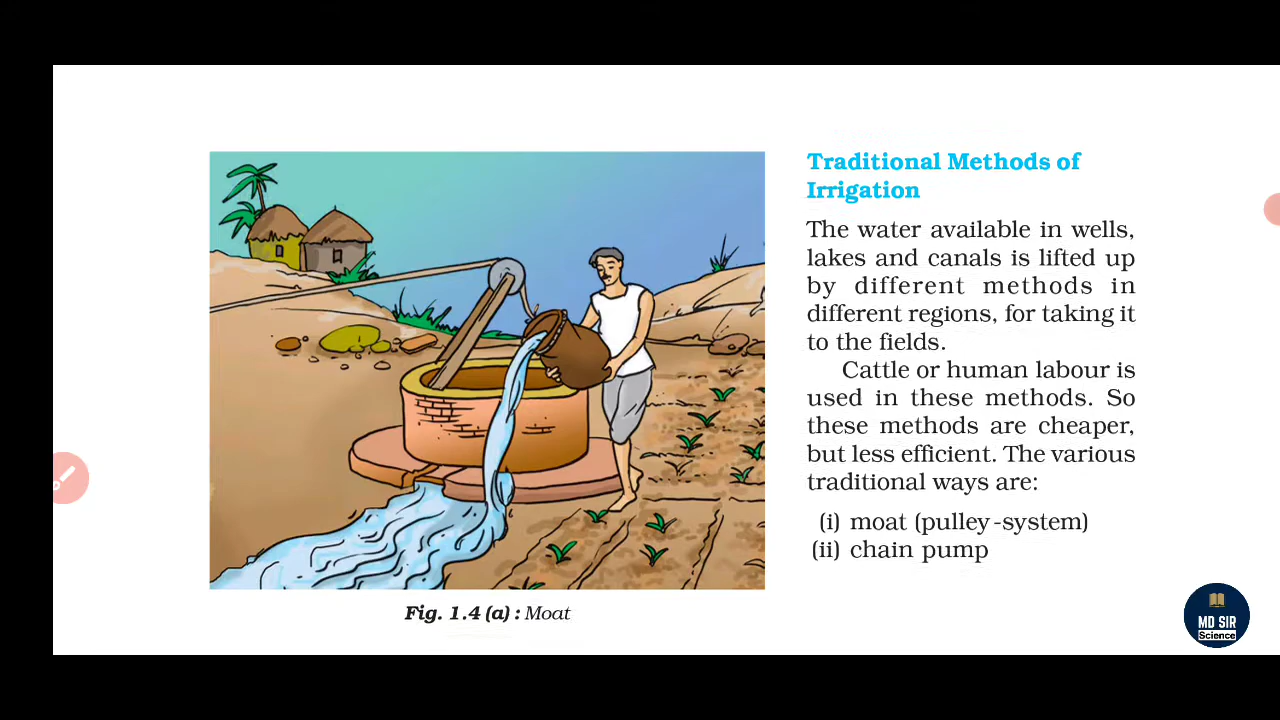 Traditional Methods of
Irrigation
The water available in wells,
lakes and canals is lifted up
by different methods in
different regions, for taking it
to the fields.
Cattle or human labour is
used in these methods. So
these methods are cheaper,
but less efficient. The various
traditional ways are:
(i) moat (pulley-system)
(ii) chain pump
Fig. 1.4 (a) : Moat
MD SIR
Science